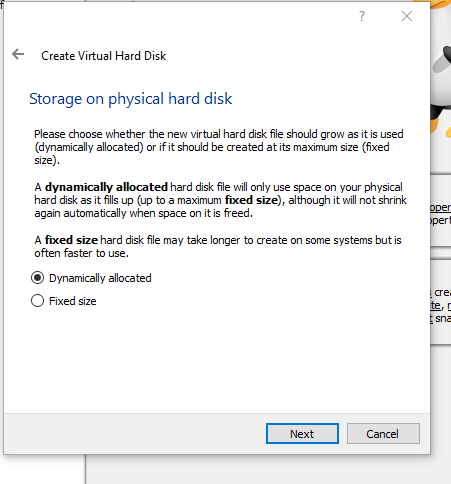 ?
Create Virtual Hard Disk
Storage on physical hard disk
Please choose whether the new virtual hard disk file should grow as it is used
(dynamically allocated) or if it should be created at its maximum size (fixed
size).
A dynamically allocated hard disk file will only use space on your physical
hard disk as it fills up (up to a maximum fixed size), although it will not shrink
again automatically when space on it is freed.
A fixed size hard disk file may take longer to create on some systems but is
often faster to use.
Dynamically allocated
Fixed size
Next
Cancel